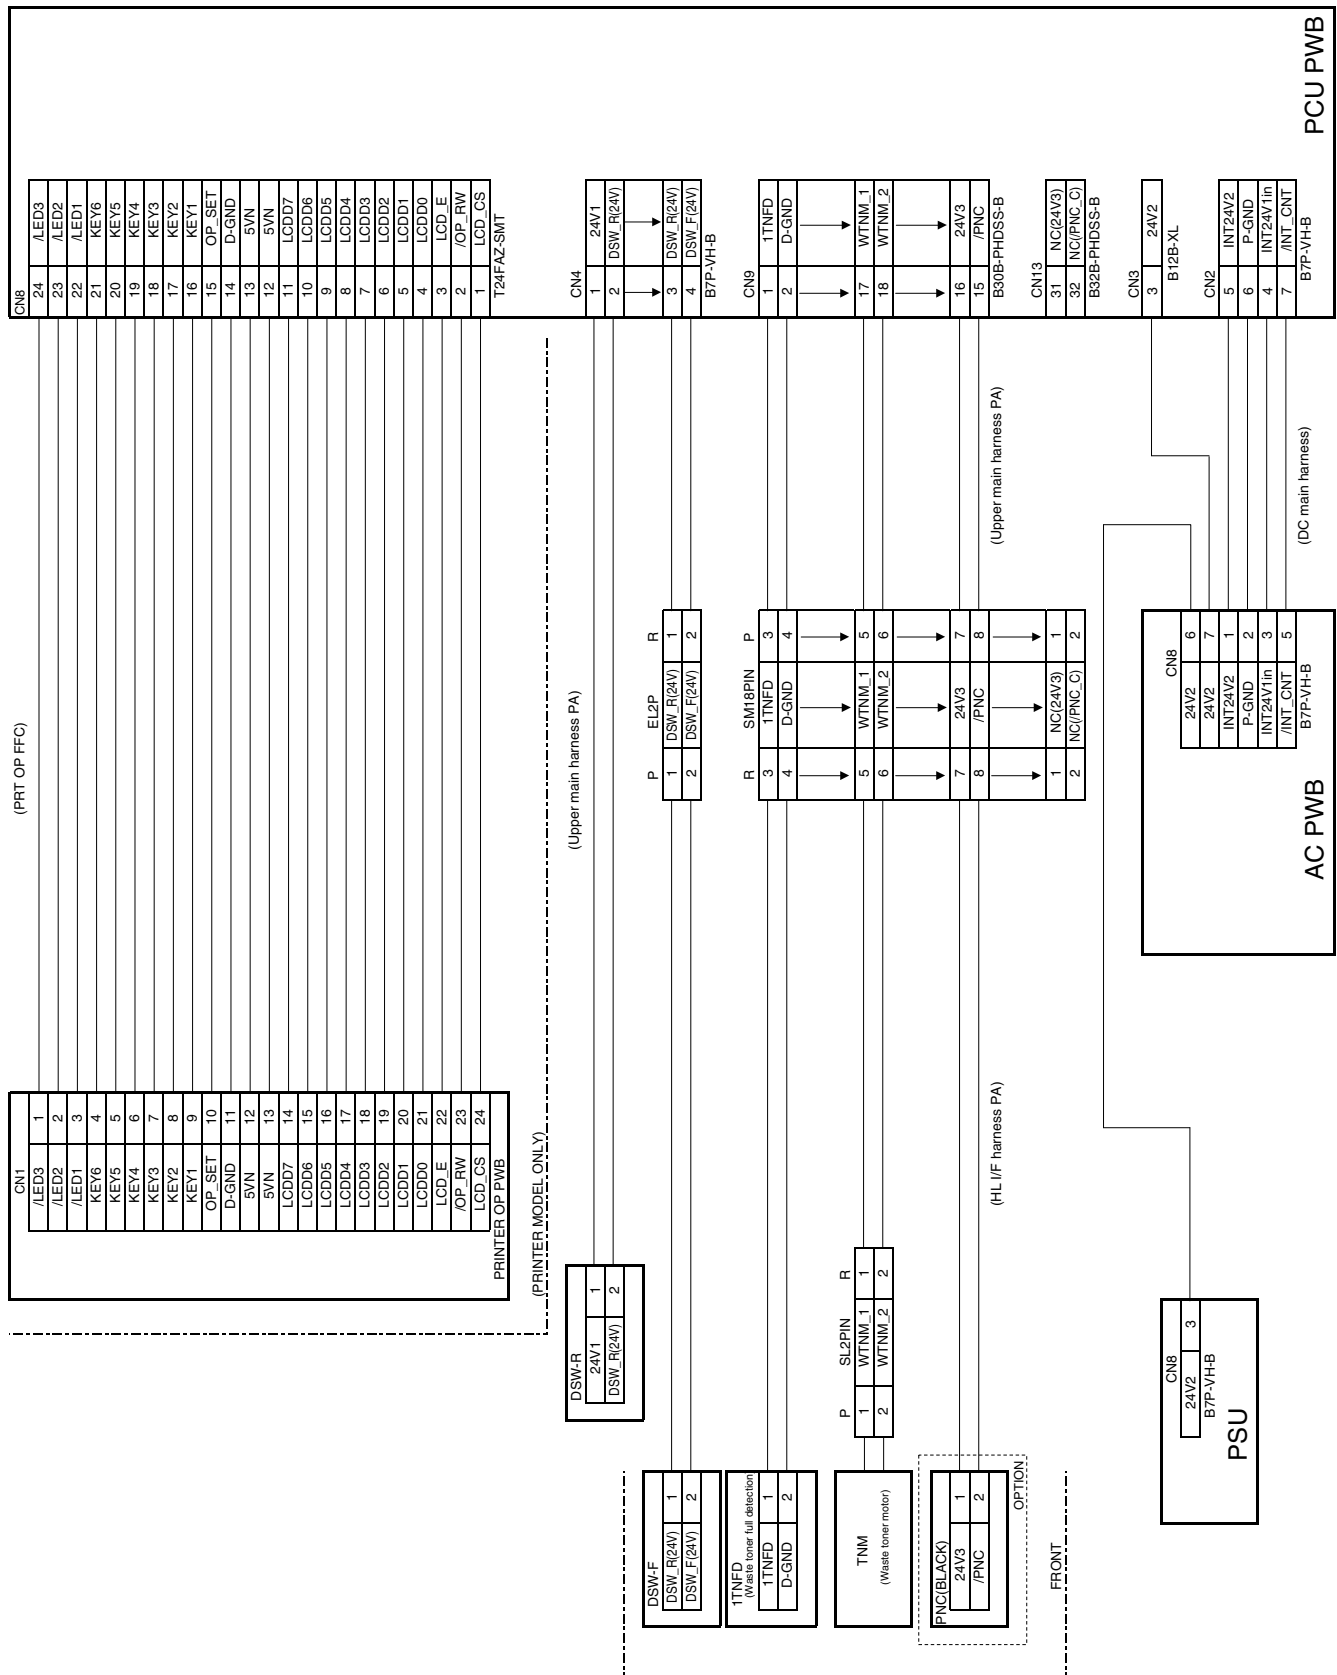 PCU PWB
CN8
24 /LED3
23 /LED2
22 /LED1
21 KEY6
20 KEY5
19 KEY4
18 KEY3
17 KEY2
16 KEY1
15 OP_SET
14 D-GND
13 5VN
12 5VN
11 LCDD7
10 LCDD6
9 LCDD5
8 LCDD4
7 LCDD3
6 LCDD2
5 LCDD1
4 LCDD0
3 LCD_E
2 /OP_RW
1 LCD_CS
T24FAZ-SMT
CN4
1 24V1
2 DSW_R(24V)
3 DSW_R(24V)
4 DSW_F(24V)
B7P-VH-B
CN9
1 1TNFD
2 D-GND
17 WTNM_1
18 WTNM_2
16 24V3
15 /PNC
B30B-PHDSS-B
CN13
31 NC(24V3)
32 NC(/PNC_C)
B32B-PHDSS-B
CN3
3 24V2
B12B-XL
CN2
5 INT24V2
6 P-GND
4 INT24V1in
7 /INT_CNT
B7P-VH-B
(PRT OP FFC)
(Upper main harness PA)
(Upper main harness PA)
(DC main harness)
P EL2P R
1 DSW_R(24V) 1
2 DSW_F(24V) 2
R SM18PIN P
3 1TNFD 3
4 D-GND 4
5 WTNM_1 5
6 WTNM_2 6
7 24V3 7
8 /PNC 8
1 NC(24V3) 1
2 NC(/PNC_C) 2
CN8
24V2 6
24V2 7
INT24V2 1
P-GND 2
INT24V1in 3
/INT_CNT 5
B7P-VH-B
AC PWB
CN1
/LED3 1
/LED2 2
/LED1 3
KEY6 4
KEY5 5
KEY4 6
KEY3 7
KEY2 8
KEY1 9
OP_SET 10
D-GND 11
5VN 12
5VN 13
LCDD7 14
LCDD6 15
LCDD5 16
LCDD4 17
LCDD3 18
LCDD2 19
LCDD1 20
LCDD0 21
LCD_E 22
/OP_RW 23
LCD_CS 24
PRINTER OP PWB
(PRINTER MODEL ONLY)
(HL I/F harness PA)
DSW-R
24V1 1
DSW_R(24V) 2
P SL2PIN R
1 WTNM_1 1
2 WTNM_2 2
CN8
24V2 3
B7P-VH-B
PSU
DSW-F
DSW_R(24V) 1
DSW_F(24V) 2
1TNFD
(Waste toner full detection)
1TNFD 1
D-GND 2
TNM
(Waste toner motor)
PNC(BLACK)
24V3 1
/PNC 2
OPTION
FRONT